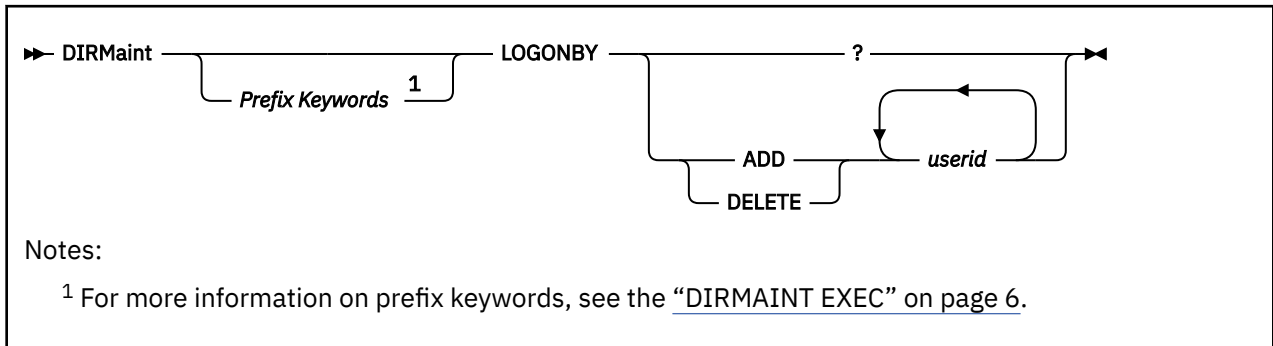 DIRMaint Prefix Keywords 1 LOGONBY ?
ADD userid
DELETE
Notes:
1 For more information on prefix keywords, see the “DIRMAINT EXEC” on page 6.